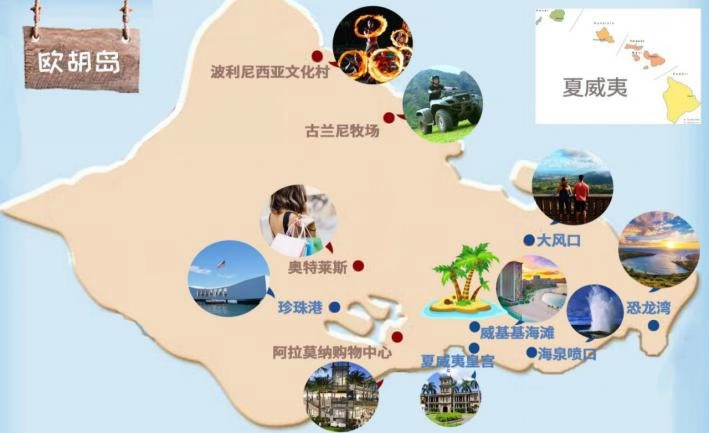 欧胡岛
夏威夷
波利尼西亚文化村
古兰尼牧场
大风口
奥特莱斯
珍珠港
恐龙湾
威基基海滩
阿拉莫纳购物中心
夏威夷皇宫
海泉喷口